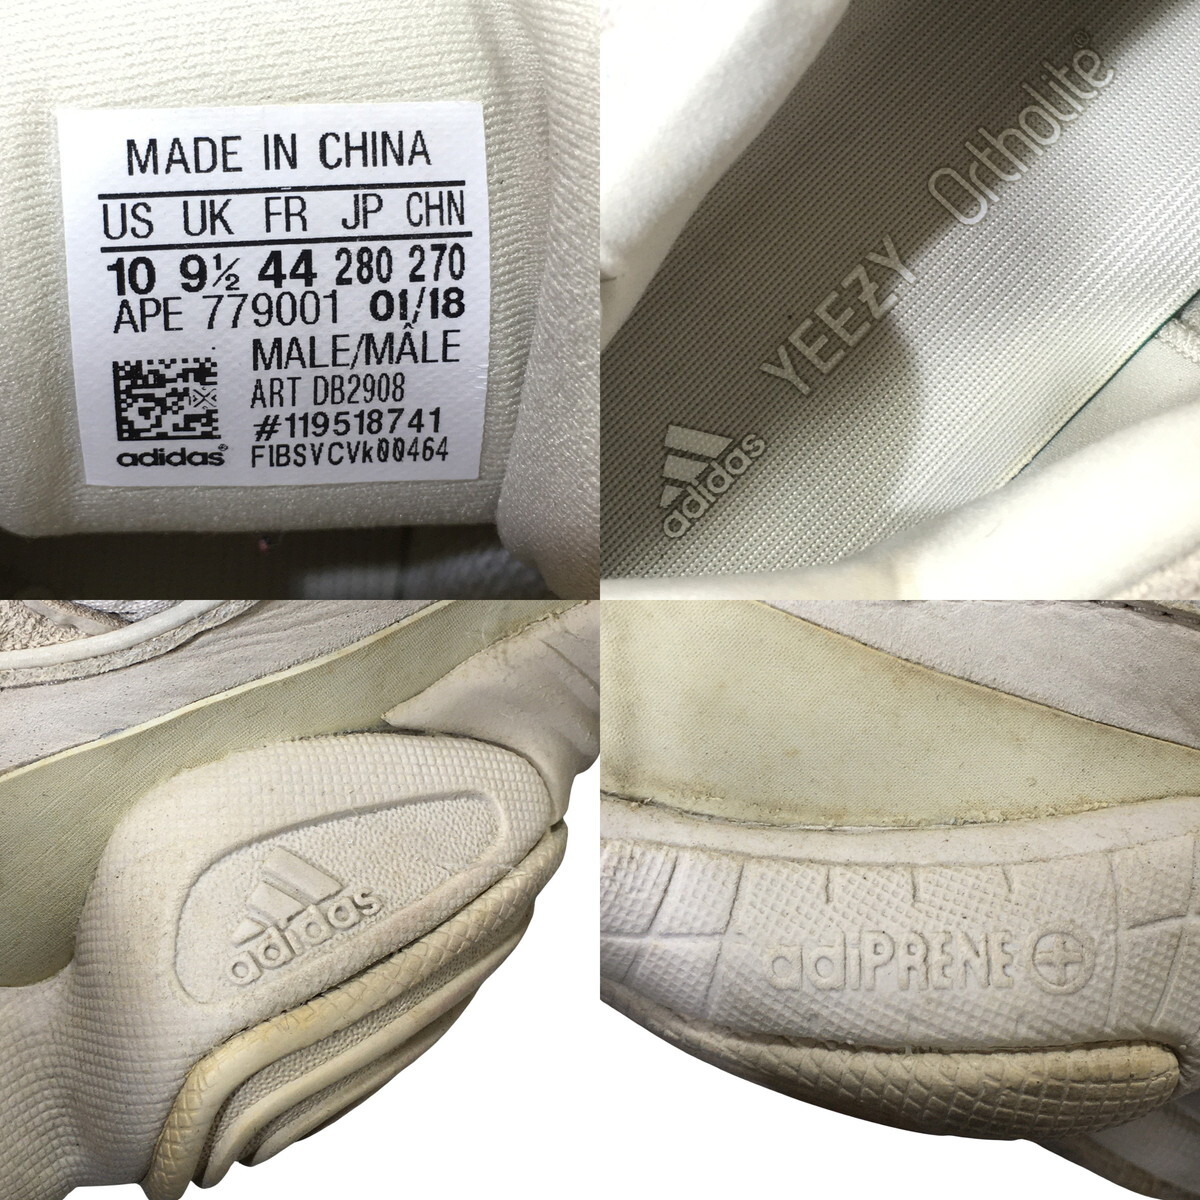 MADE IN CHINA
US UK FR JP CHN
10 9½ 44 280 270
APE 779001 01/18
MALE/MÂLE
ART DB2908
#119518741
adidas® FIBSVCVk00464
adidas YEEZY Ortholite®
adidas
adiPRENE+